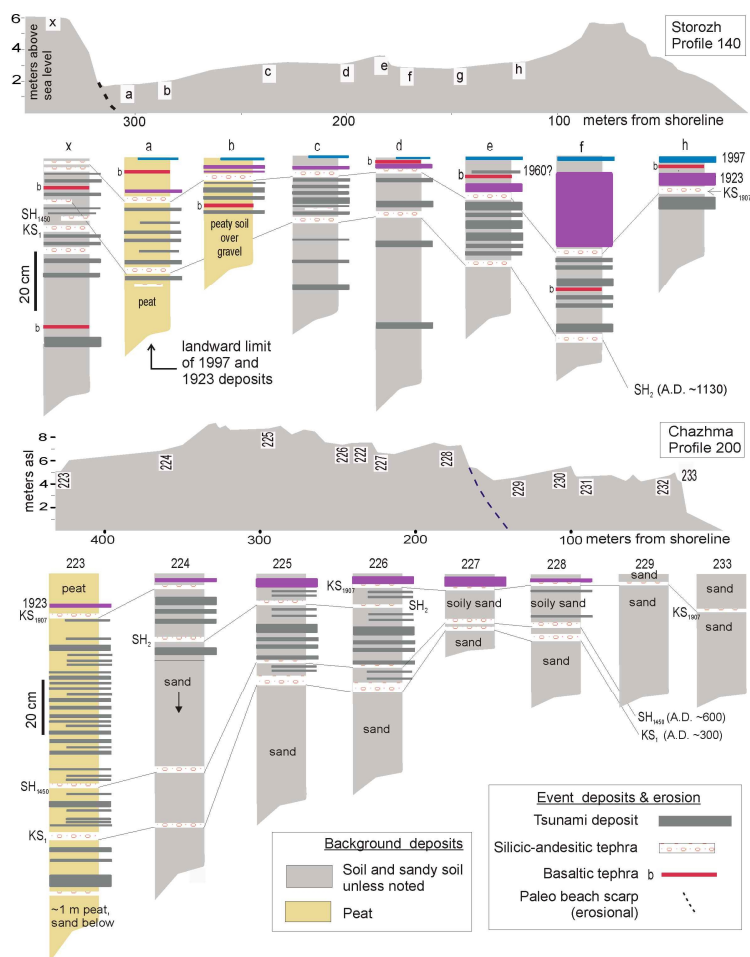 6
x
4
2
meters above
sea level
Storozh
Profile 140
a
b
c
d
e
f
g
h
300
200
100
meters from shoreline
x
a
b
c
d
e
f
h
b
b
b
b
b
b
b
b
SH1450
KS1
20 cm
peat
peaty soil
over
gravel
1960?
1997
1923
KS1907
landward limit
of 1997 and
1923 deposits
SH2 (A.D. ~1130)
Chazhma
Profile 200
meters asl
8
6
4
2
223
224
225
226
222
227
228
229
230
231
232
233
400
300
200
100
meters from shoreline
223
224
225
226
227
228
229
233
peat
1923
KS1907
SH2
sand
KS1907
SH2
soily sand
soily sand
sand
sand
sand
KS1907
sand
sand
sand
sand
sand
20 cm
SH1450
KS1
SH1450 (A.D. ~600)
KS1 (A.D. ~300)
~1 m peat,
sand below
Background deposits
Soil and sandy soil
unless noted
Peat
Event deposits & erosion
Tsunami deposit
Silicic-andesitic tephra
Basaltic tephra b
Paleo beach scarp
(erosional)